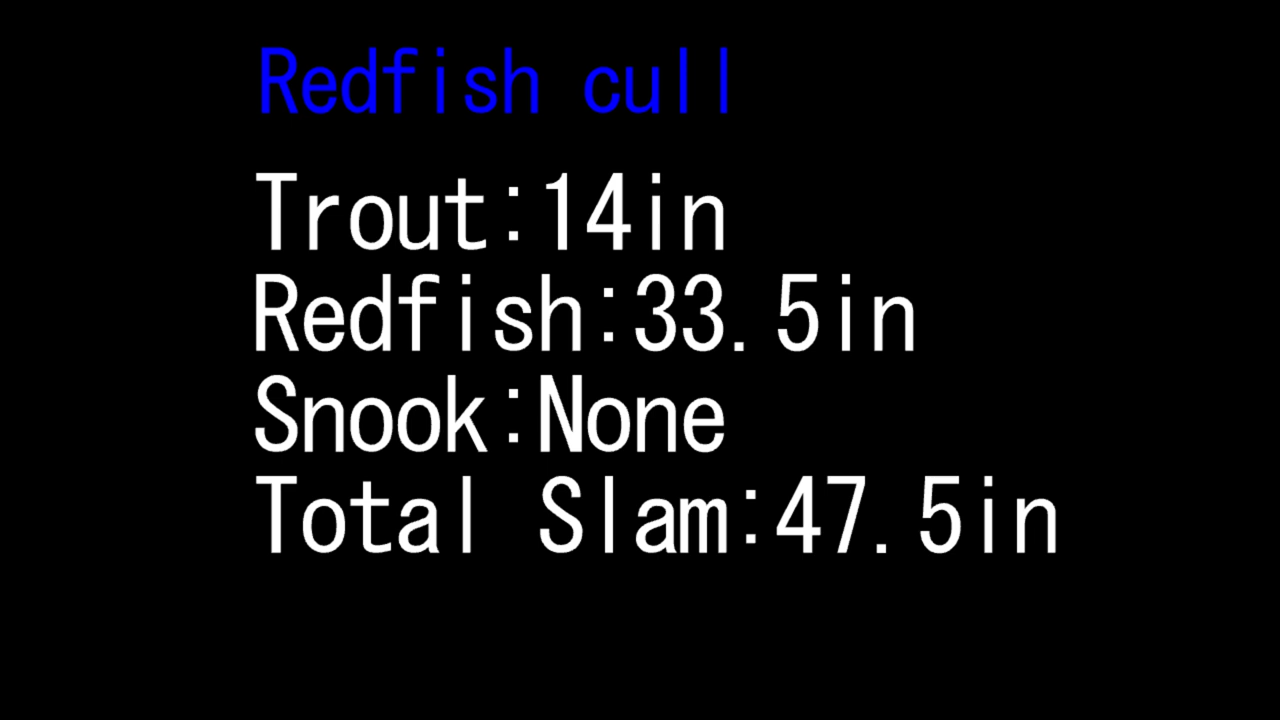 Redfish cull
Trout:14in
Redfish:33.5in
Snook:None
Total Slam:47.5in